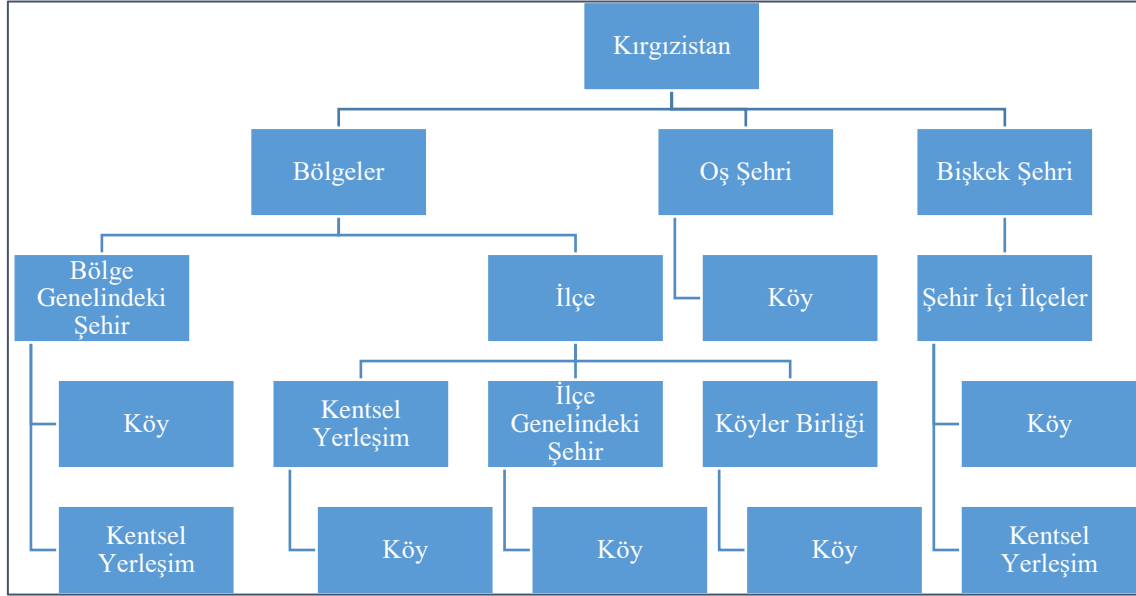 Kırgızistan
Bölgeler
Oş Şehri
Bişkek Şehri
Bölge
Genelindeki
Şehir
İlçe
Köy
Şehir İçi İlçeler
Köy
Kentsel
Yerleşim
İlçe
Genelindeki
Şehir
Köyler Birliği
Köy
Kentsel
Yerleşim
Köy
Köy
Köy
Kentsel
Yerleşim